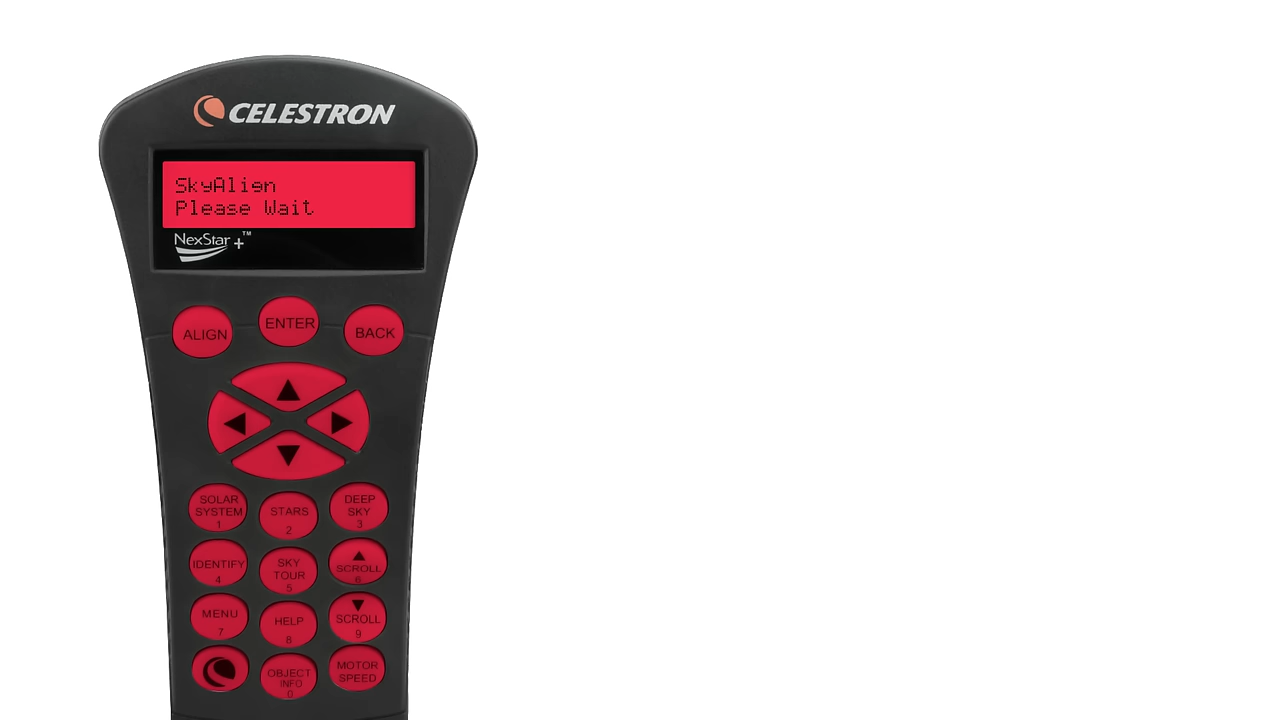 CELESTRON
SkyAlign
Please Wait
NexStar +™
ALIGN
ENTER
BACK
SOLAR SYSTEM 1
STARS 2
DEEP SKY 3
IDENTIFY 4
SKY TOUR 5
SCROLL 6
MENU 7
HELP 8
SCROLL 9
OBJECT INFO 0
MOTOR SPEED